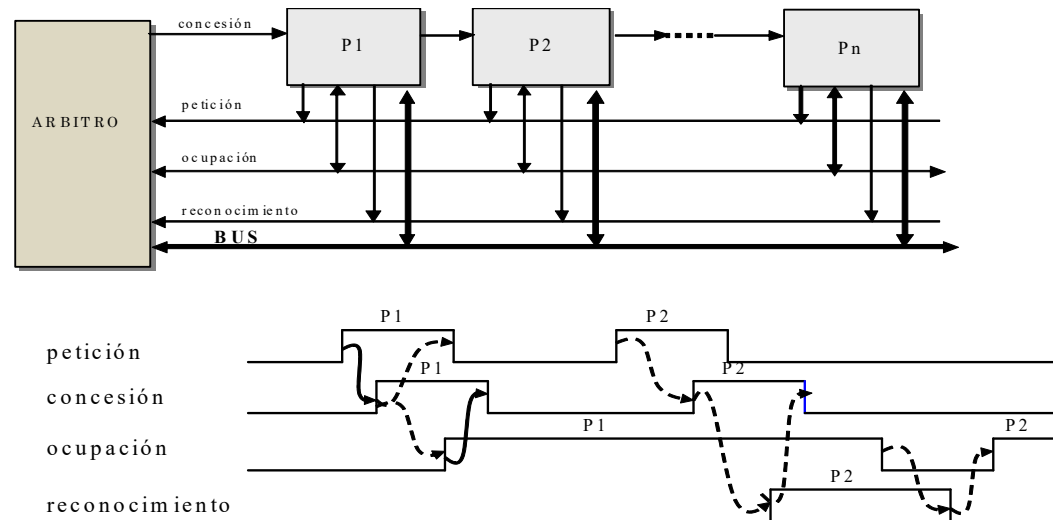 concesión
P1
P2
Pn
petición
ARBITRO
ocupación
reconocimiento
BUS
P1
P2
petición
P1
P2
concesión
P1
P2
ocupación
P2
reconocimiento